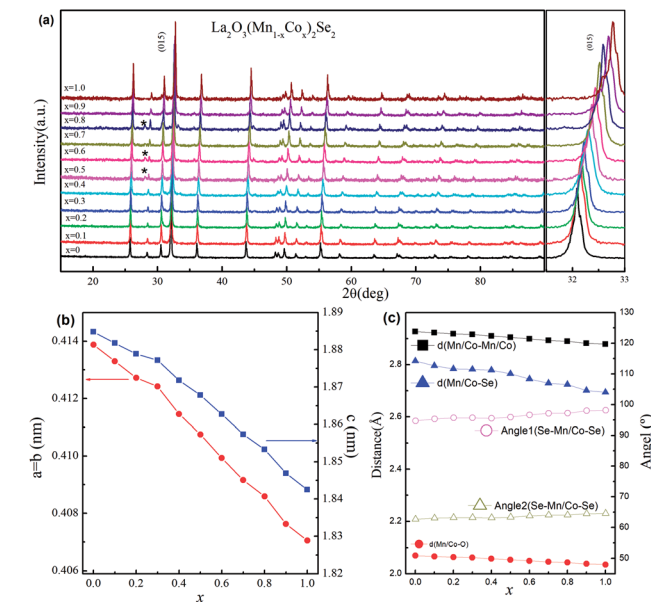 (a)
La2O3(Mn1-xCox)2Se2
(015)
(015)
Intensity(a.u.)
x=1.0
x=0.9
x=0.8
*
x=0.7
x=0.6
*
x=0.5
*
x=0.4
x=0.3
x=0.2
x=0.1
x=0
20 30 40 50 60 70 80
32 33
2θ(deg)
(b)
a=b (nm)
0.414
0.412
0.410
0.408
0.406
1.89
1.88
1.87
1.86
1.85
1.84
1.83
1.82
c (nm)
0.0 0.2 0.4 0.6 0.8 1.0
x
(c)
Distance(Å)
2.8
2.6
2.4
2.2
2.0
d(Mn/Co-Mn/Co)
d(Mn/Co-Se)
Angle1(Se-Mn/Co-Se)
Angle2(Se-Mn/Co-Se)
d(Mn/Co-O)
130
120
110
100
90
80
70
60
50
Angel (°)
0.0 0.2 0.4 0.6 0.8 1.0
x